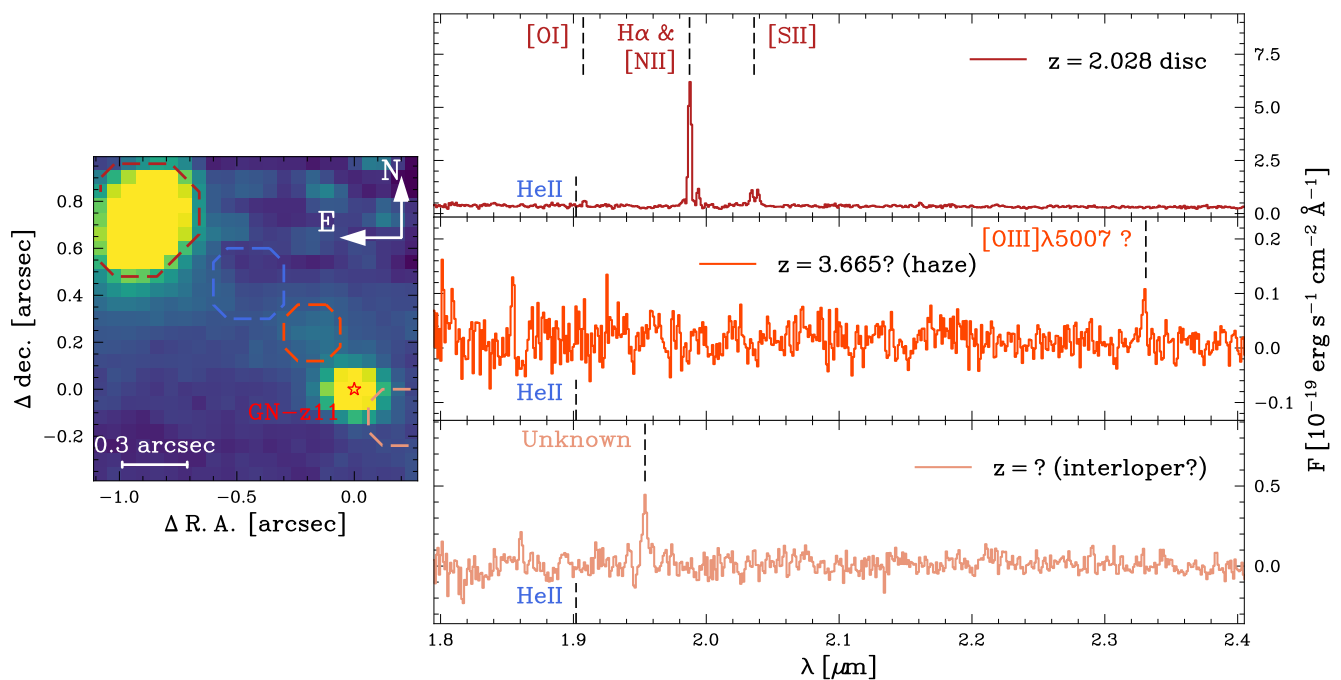 N
E
GN−z11
0.3 arcsec
0.8
0.6
0.4
0.2
0.0
−0.2
Δ dec. [arcsec]
−1.0
−0.5
0.0
Δ R. A. [arcsec]
[OI]
Hα &
[NII]
[SII]
z = 2.028 disc
HeII
7.5
5.0
2.5
0.0
[OIII]λ5007 ?
z = 3.665? (haze)
HeII
0.2
0.1
0.0
−0.1
Unknown
z = ? (interloper?)
HeII
0.5
0.0
F [10⁻¹⁹ erg s⁻¹ cm⁻² Å⁻¹]
1.8
1.9
2.0
2.1
2.2
2.3
2.4
λ [μm]